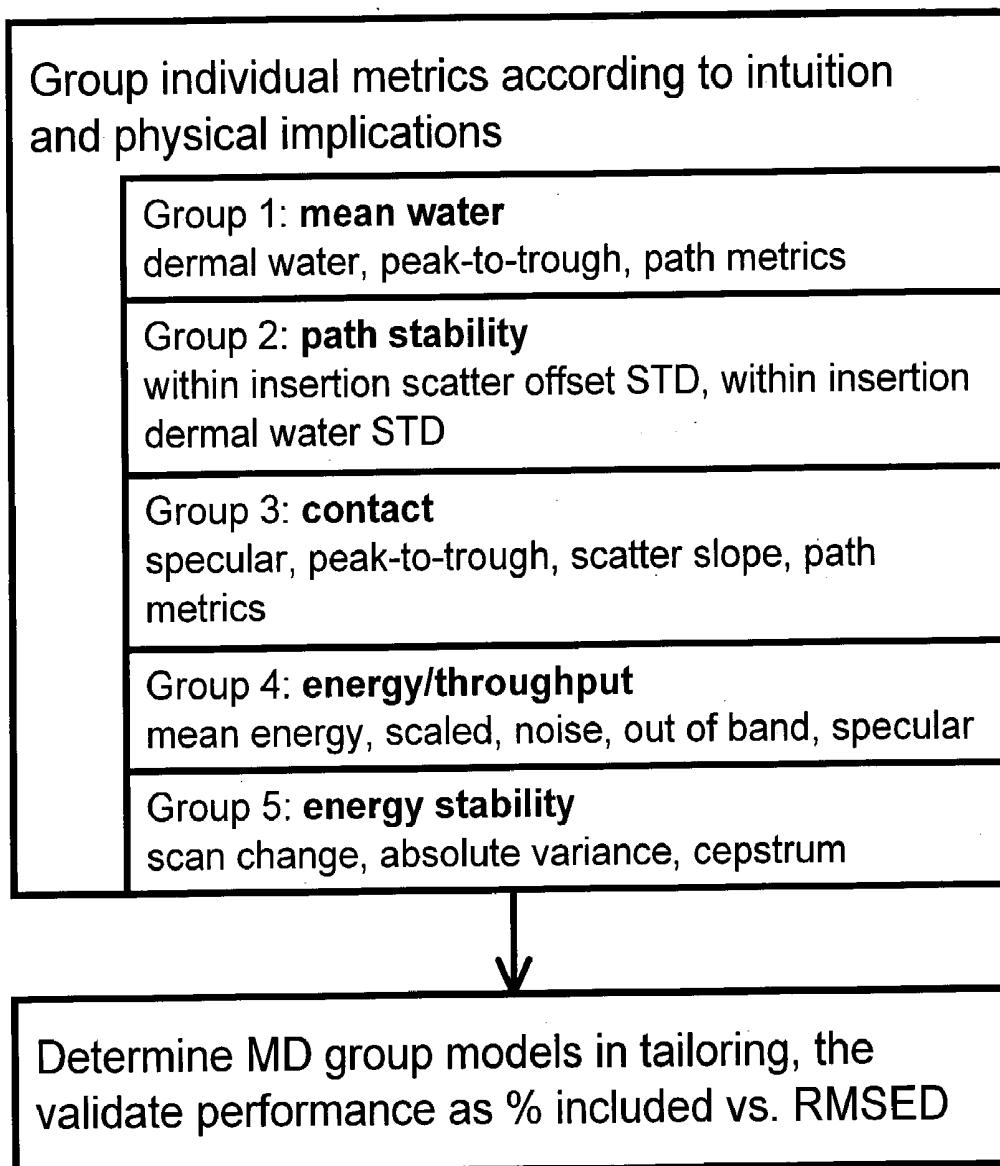 Group individual metrics according to intuition
and physical implications
Group 1: mean water
dermal water, peak-to-trough, path metrics
Group 2: path stability
within insertion scatter offset STD, within insertion
dermal water STD
Group 3: contact
specular, peak-to-trough, scatter slope, path
metrics
Group 4: energy/throughput
mean energy, scaled, noise, out of band, specular
Group 5: energy stability
scan change, absolute variance, cepstrum
Determine MD group models in tailoring, the
validate performance as % included vs. RMSED